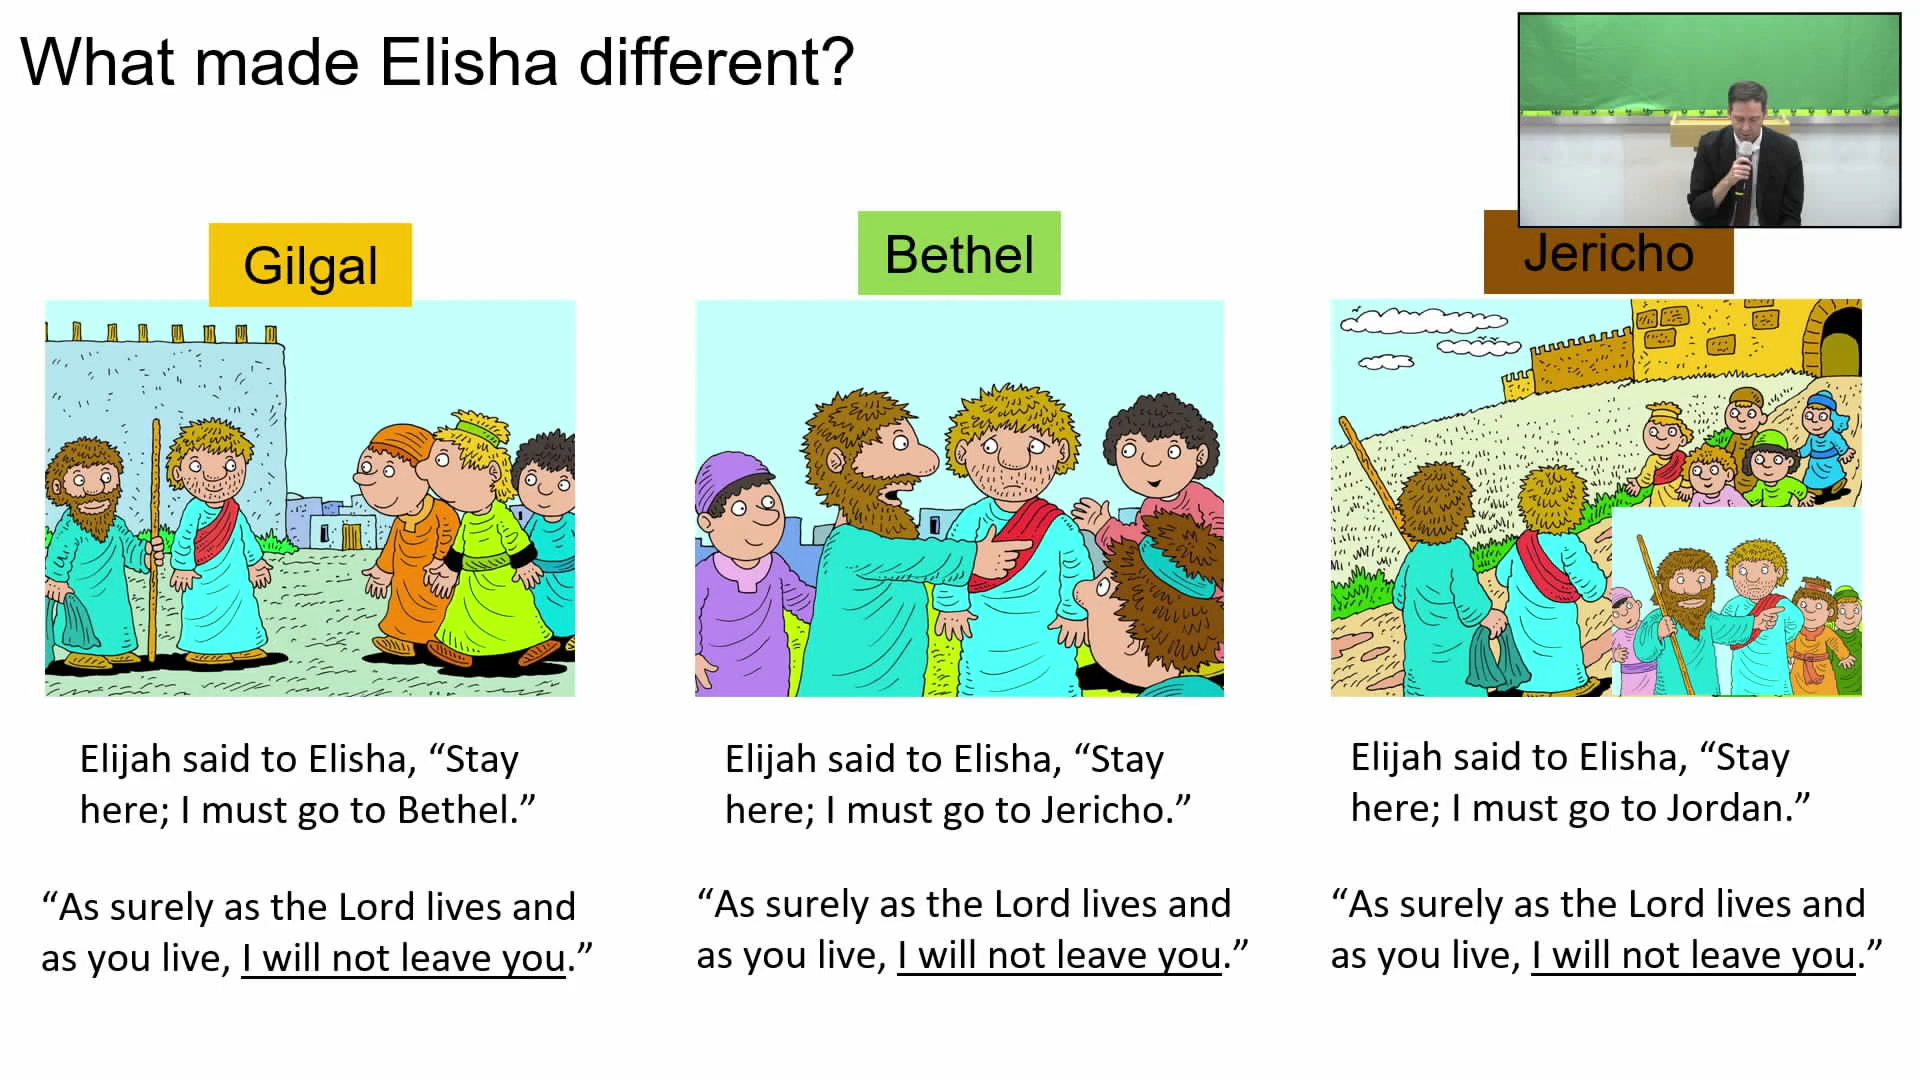 What made Elisha different?
Gilgal
Bethel
Jericho
Elijah said to Elisha, “Stay
here; I must go to Bethel.”
“As surely as the Lord lives and
as you live, I will not leave you.”
Elijah said to Elisha, “Stay
here; I must go to Jericho.”
“As surely as the Lord lives and
as you live, I will not leave you.”
Elijah said to Elisha, “Stay
here; I must go to Jordan.”
“As surely as the Lord lives and
as you live, I will not leave you.”